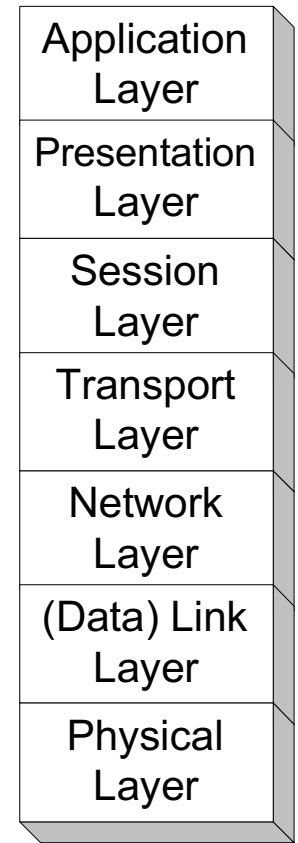 Application
Layer
Presentation
Layer
Session
Layer
Transport
Layer
Network
Layer
(Data) Link
Layer
Physical
Layer